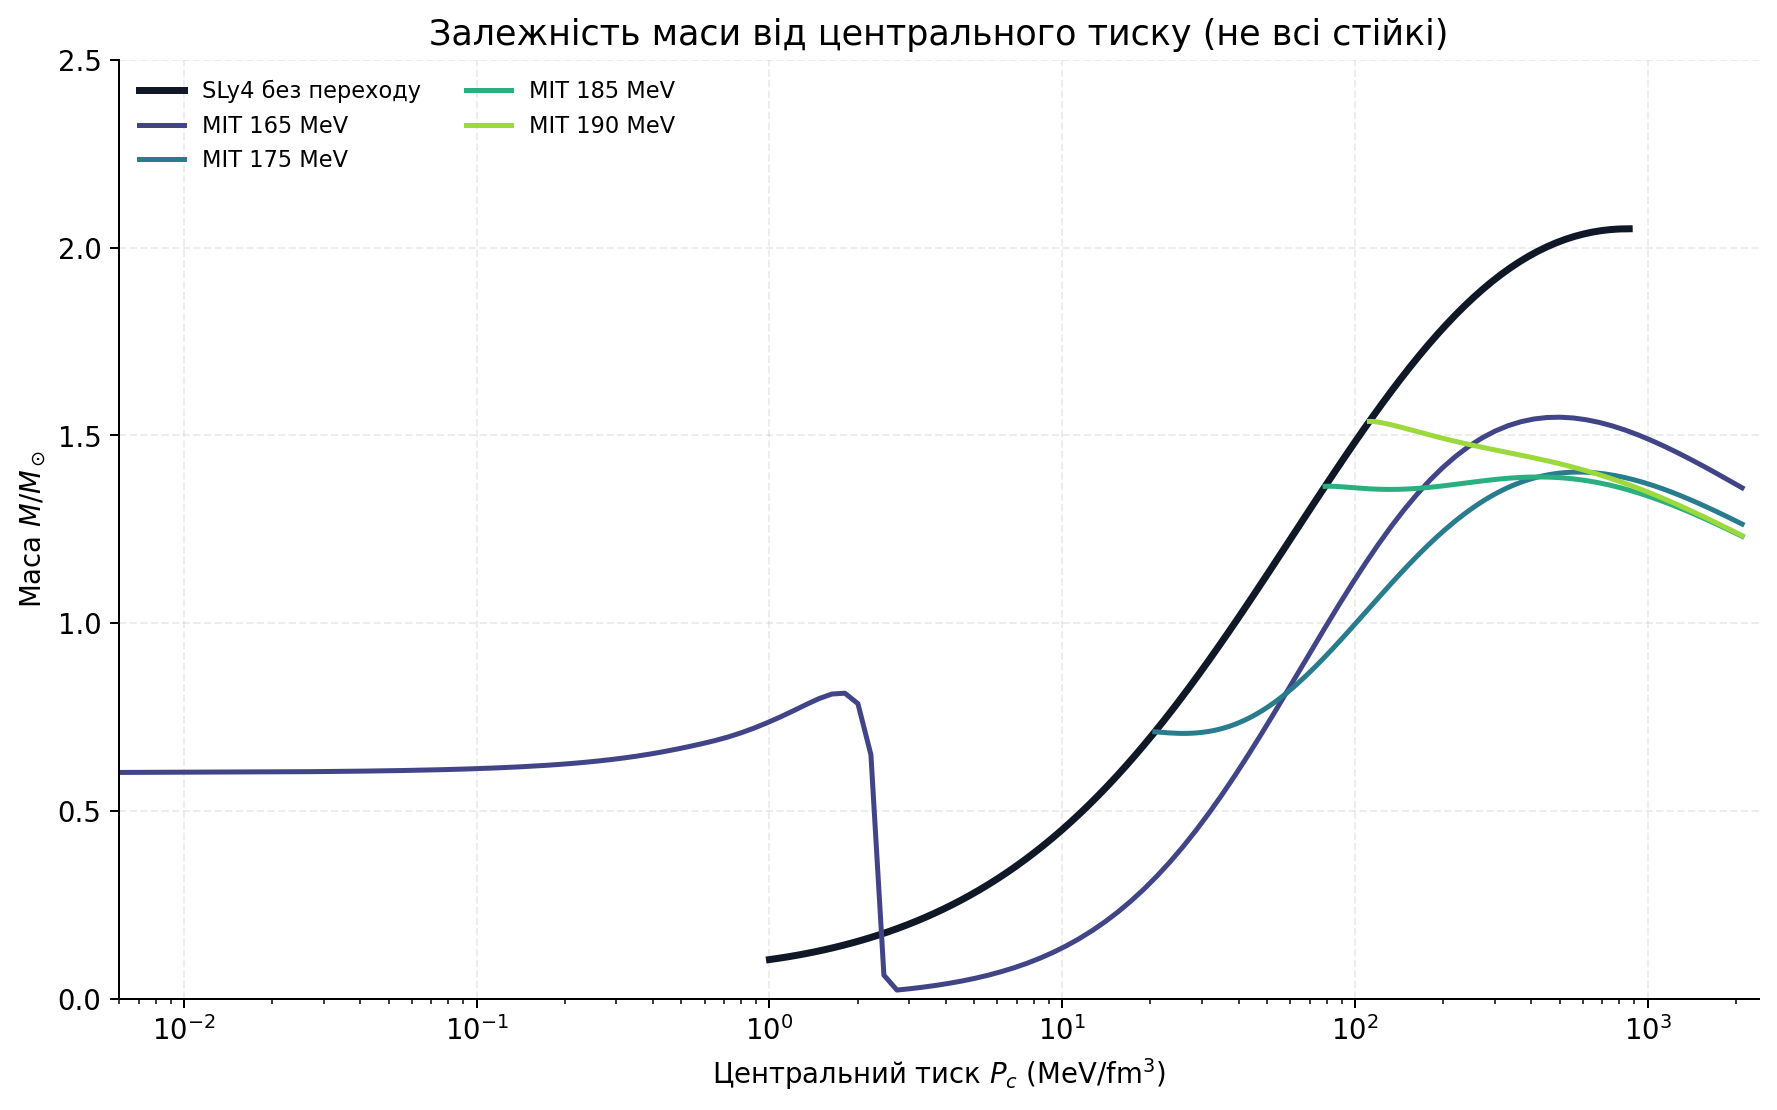 Залежність маси від центрального тиску (не всі стійкі)
SLy4 без переходу
MIT 165 MeV
MIT 175 MeV
MIT 185 MeV
MIT 190 MeV
Маса M/M⊙
2.5
2.0
1.5
1.0
0.5
0.0
10⁻² 10⁻¹ 10⁰ 10¹ 10² 10³
Центральний тиск P_c (MeV/fm³)